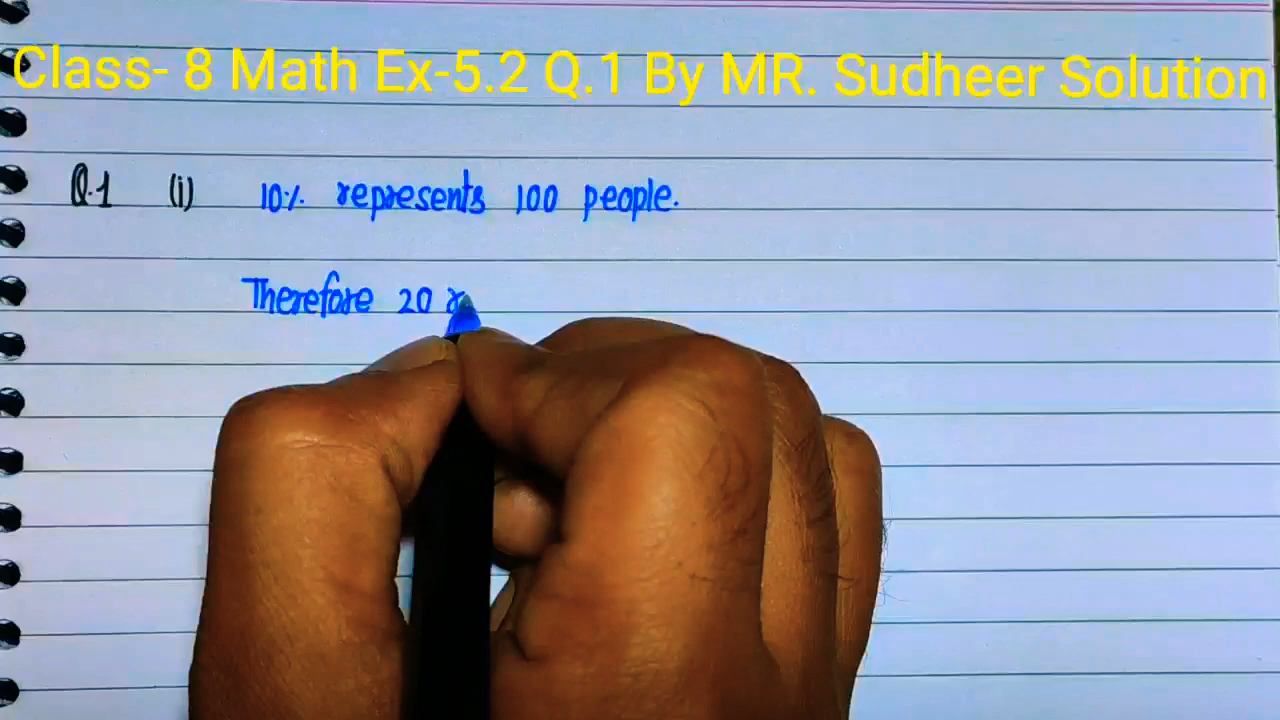 Class- 8 Math Ex-5.2 Q.1 By MR. Sudheer Solution
Q.1 (i) 10% represents 100 people.
Therefore 20 r